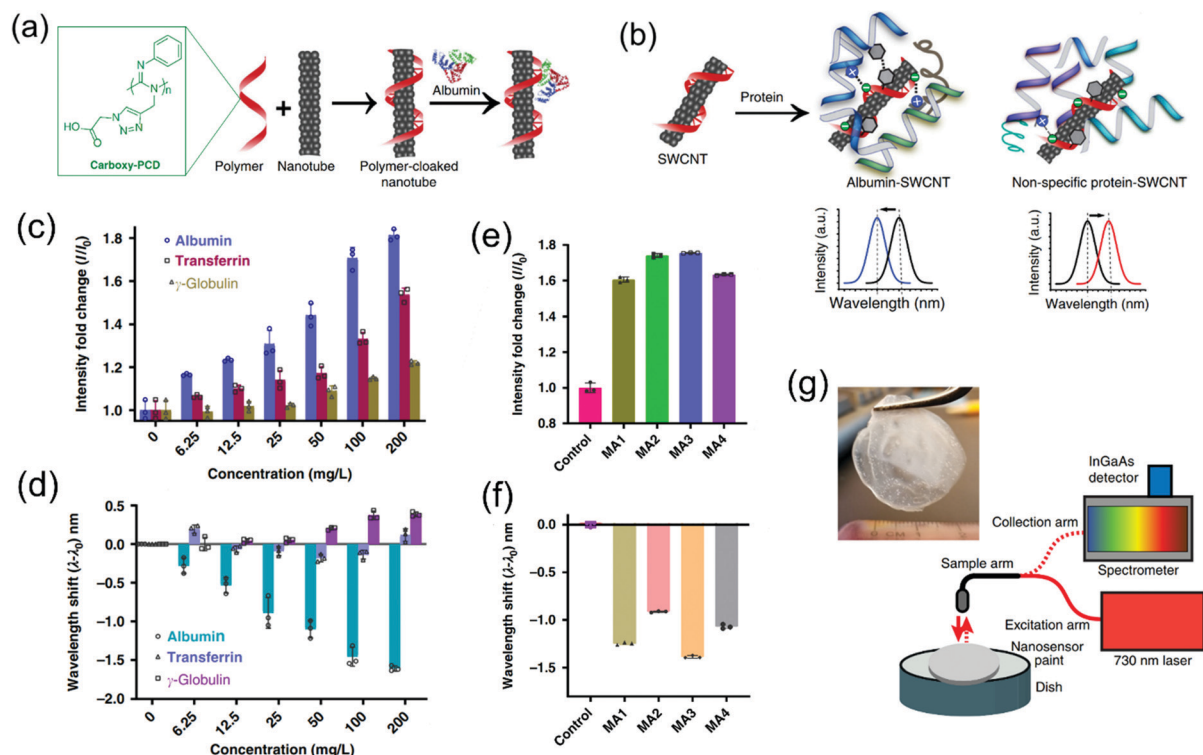 (a)
N
N
n
N
N=N
HO
O
Carboxy-PCD
Polymer
+
Nanotube
Polymer-cloaked
nanotube
Albumin
(b)
SWCNT
Protein
Albumin-SWCNT
Non-specific protein-SWCNT
Intensity (a.u.)
Wavelength (nm)
Intensity (a.u.)
Wavelength (nm)
(c)
Intensity fold change (I/I0)
1.8
1.6
1.4
1.2
1.0
Albumin
Transferrin
γ-Globulin
0
6.25
12.5
25
50
100
200
Concentration (mg/L)
(d)
Wavelength shift (λ-λ0) nm
0.5
0.0
−0.5
−1.0
−1.5
−2.0
Albumin
Transferrin
γ-Globulin
0
6.25
12.5
25
50
100
200
Concentration (mg/L)
(e)
Intensity fold change (I/I0)
1.8
1.6
1.4
1.2
1.0
0.8
Control
MA1
MA2
MA3
MA4
(f)
Wavelength shift (λ-λ0) nm
0.0
−0.5
−1.0
−1.5
Control
MA1
MA2
MA3
MA4
(g)
InGaAs
detector
Collection arm
Spectrometer
Sample arm
Excitation arm
Nanosensor
paint
730 nm laser
Dish